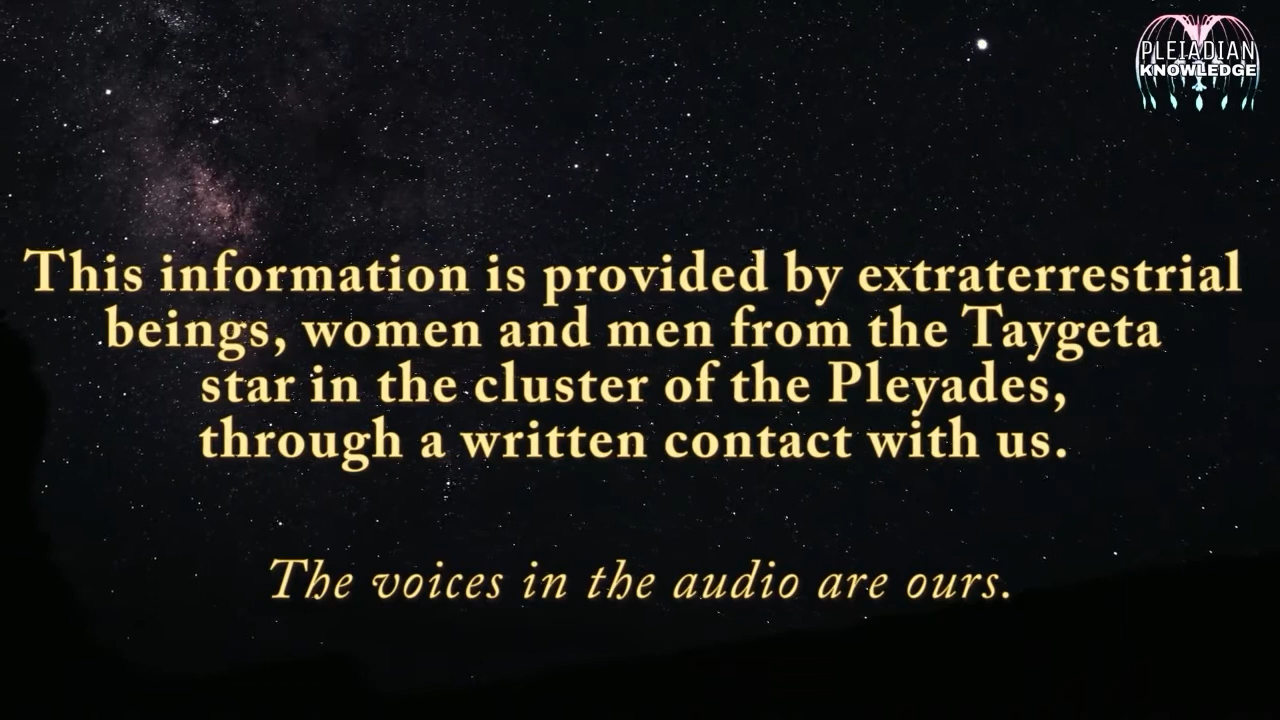 PLEIADIAN
KNOWLEDGE
This information is provided by extraterrestrial
beings, women and men from the Taygeta
star in the cluster of the Pleyades,
through a written contact with us.
The voices in the audio are ours.